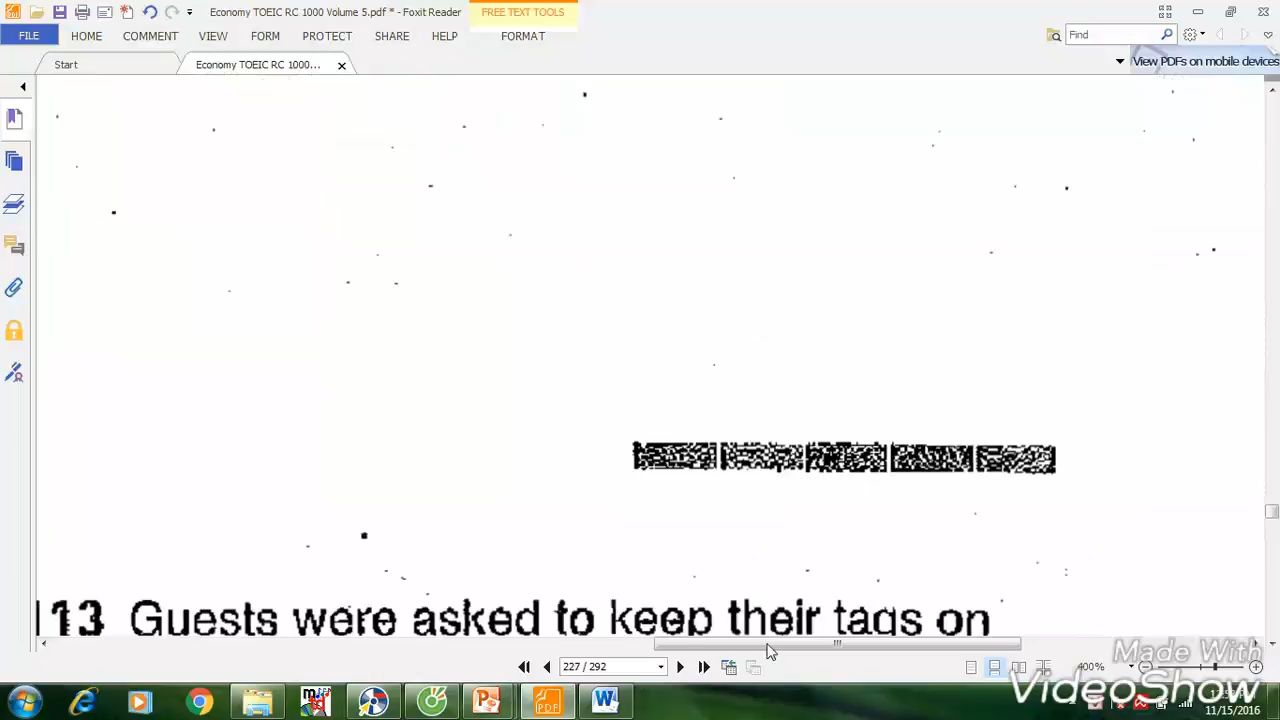 Economy TOEIC RC 1000 Volume 5.pdf * - Foxit Reader
FREE TEXT TOOLS
FILE HOME COMMENT VIEW FORM PROTECT SHARE HELP FORMAT
Find
Start
Economy TOEIC RC 1000...
View PDFs on mobile devices
113 Guests were asked to keep their tags on
227 / 292
400%
Made With
VideoShow
11/15/2016